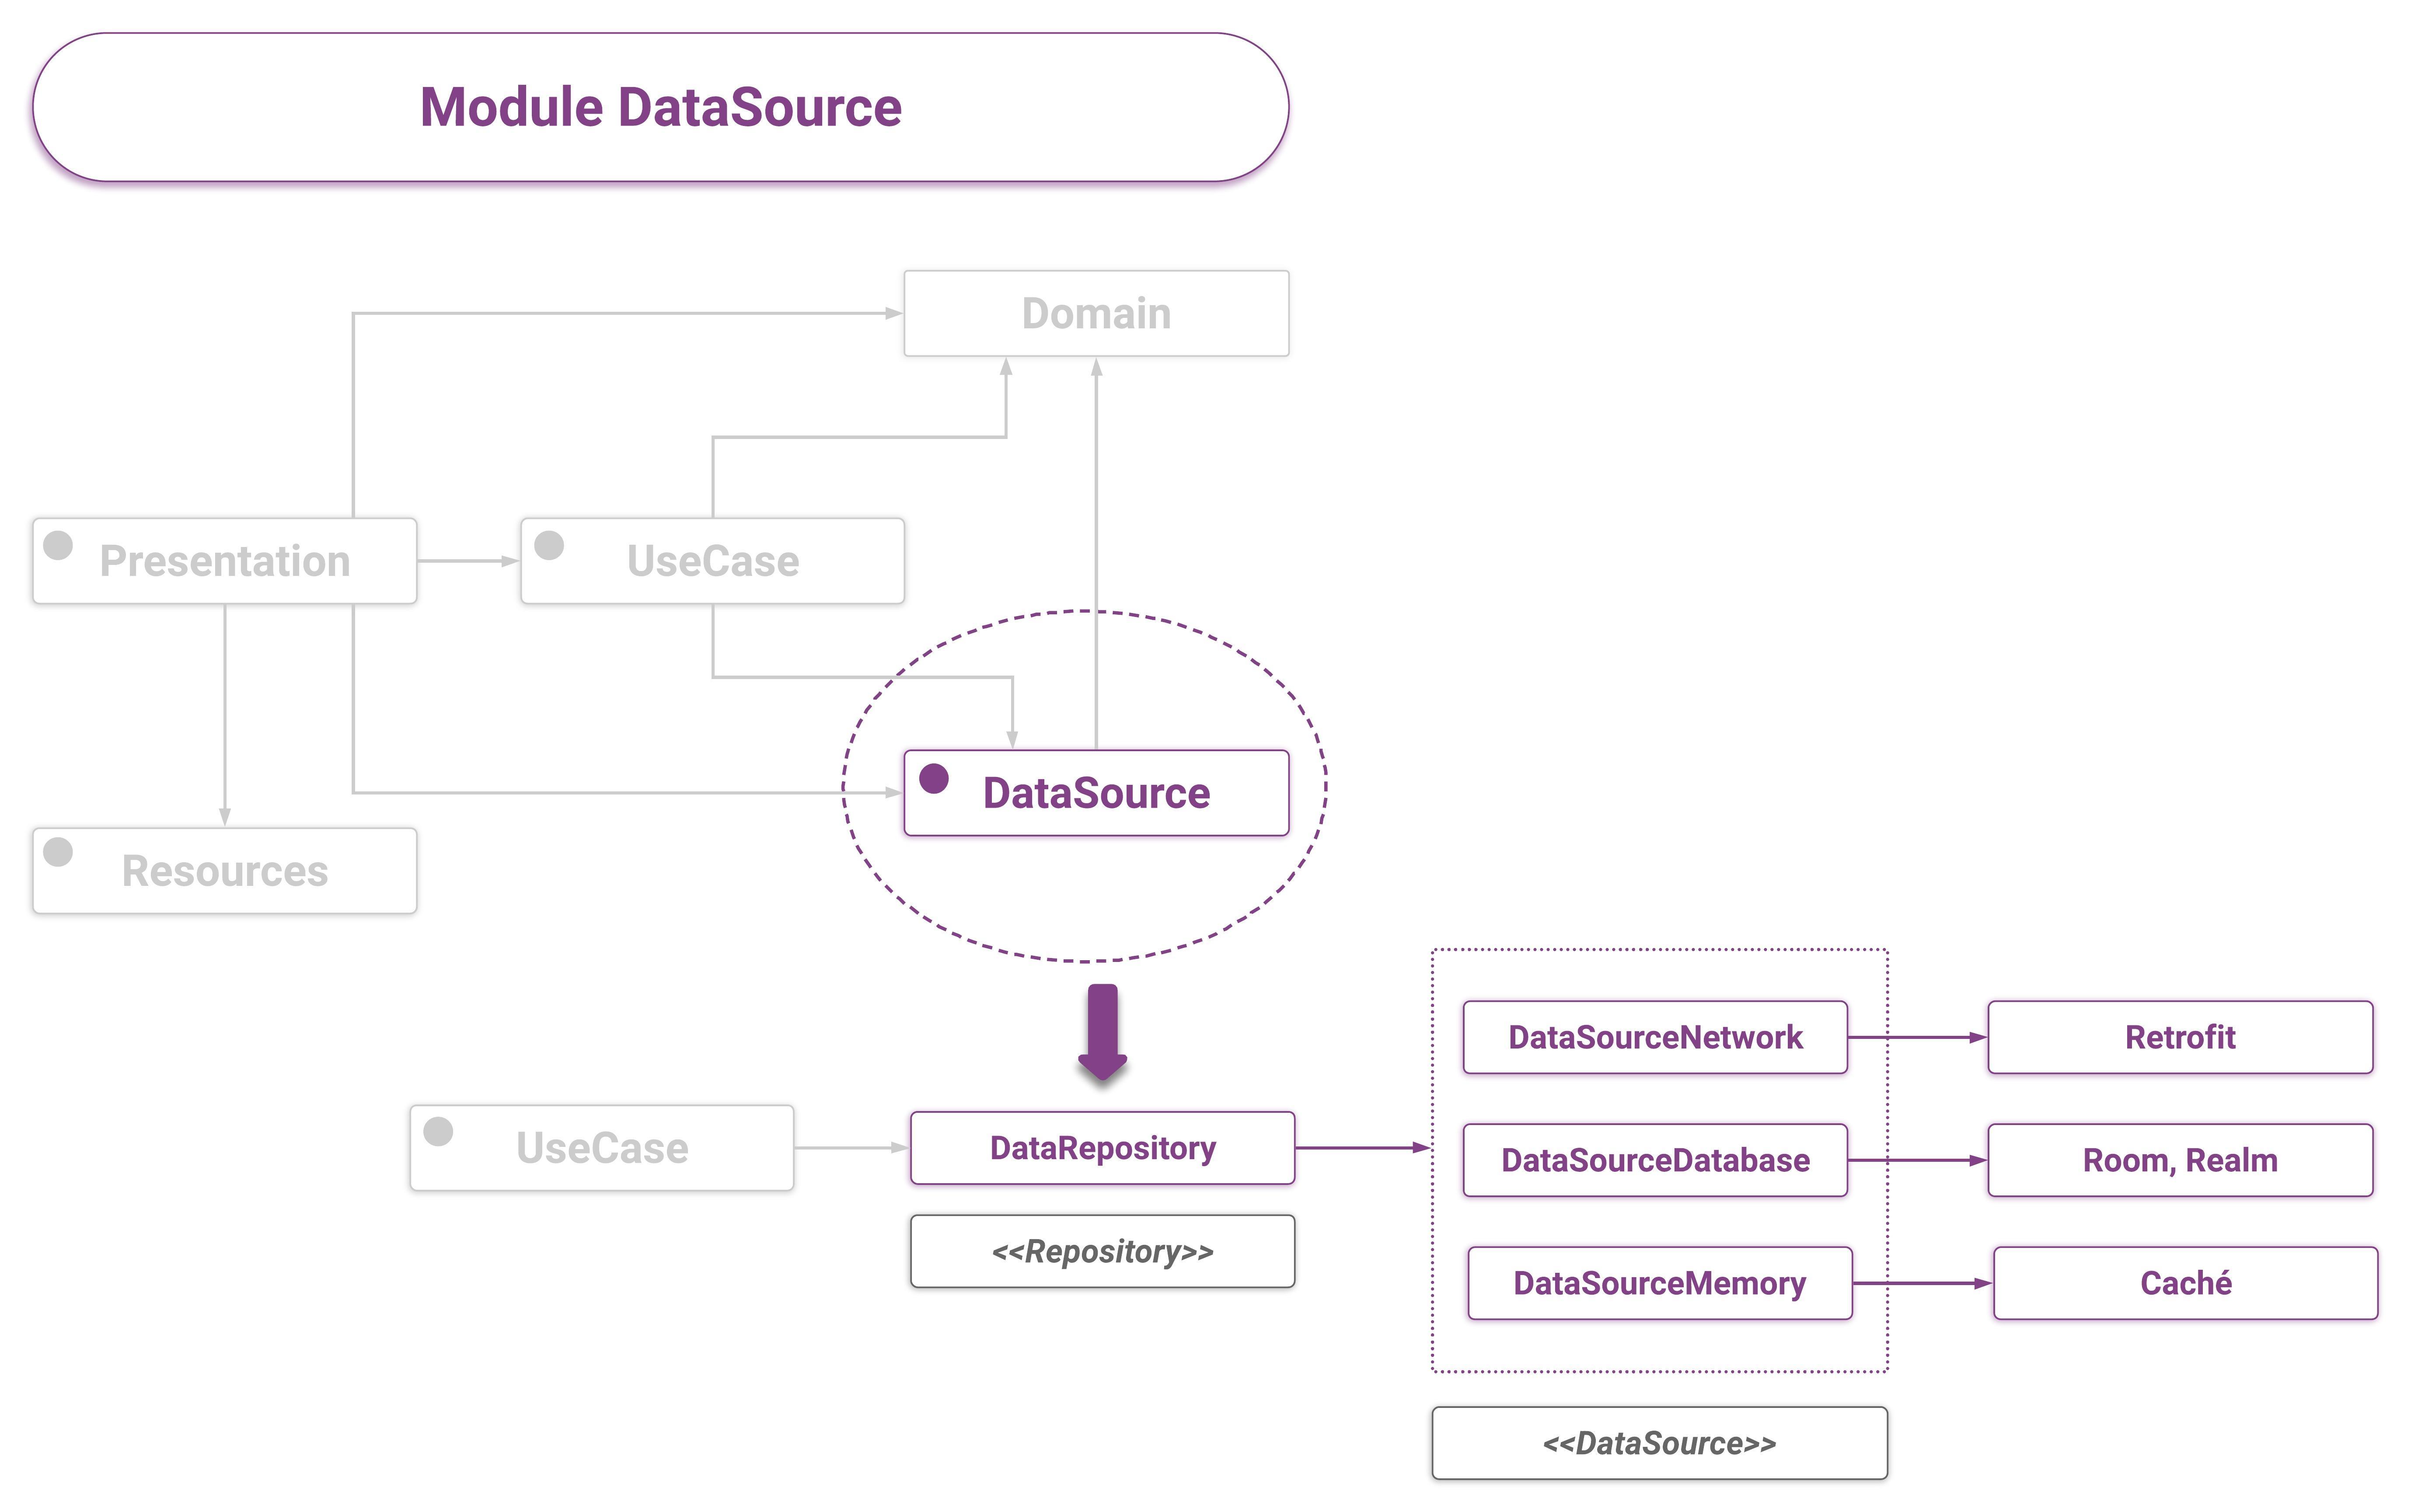 Module DataSource
Domain
Presentation
UseCase
DataSource
Resources
DataSourceNetwork
Retrofit
UseCase
DataRepository
DataSourceDatabase
Room, Realm
<<Repository>>
DataSourceMemory
Caché
<<DataSource>>